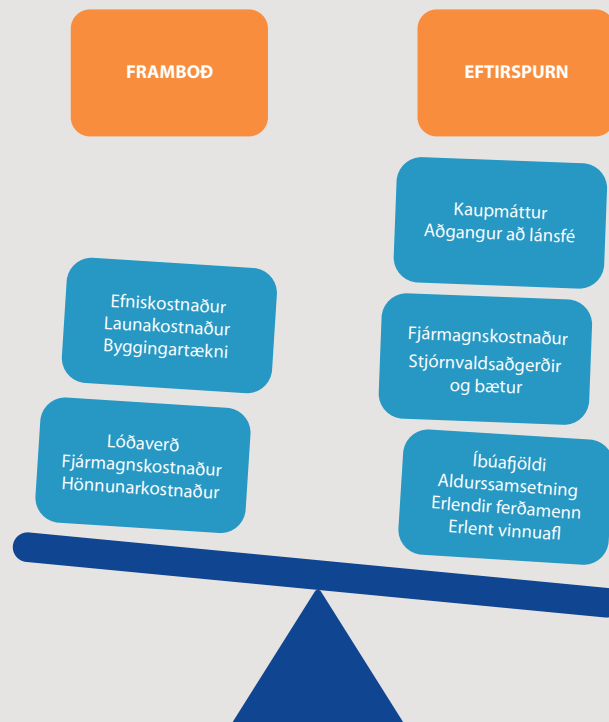 FRAMBOÐ
EFTIRSPURN
Kaupmáttur
Aðgangur að lánsfé
Efniskostnaður
Launakostnaður
Byggingartækni
Fjármagnskostnaður
Stjórnvaldsaðgerðir
og bætur
Lóðaverð
Fjármagnskostnaður
Hönnunarkostnaður
Íbúafjöldi
Aldurssamsetning
Erlendir ferðamenn
Erlent vinnuafl